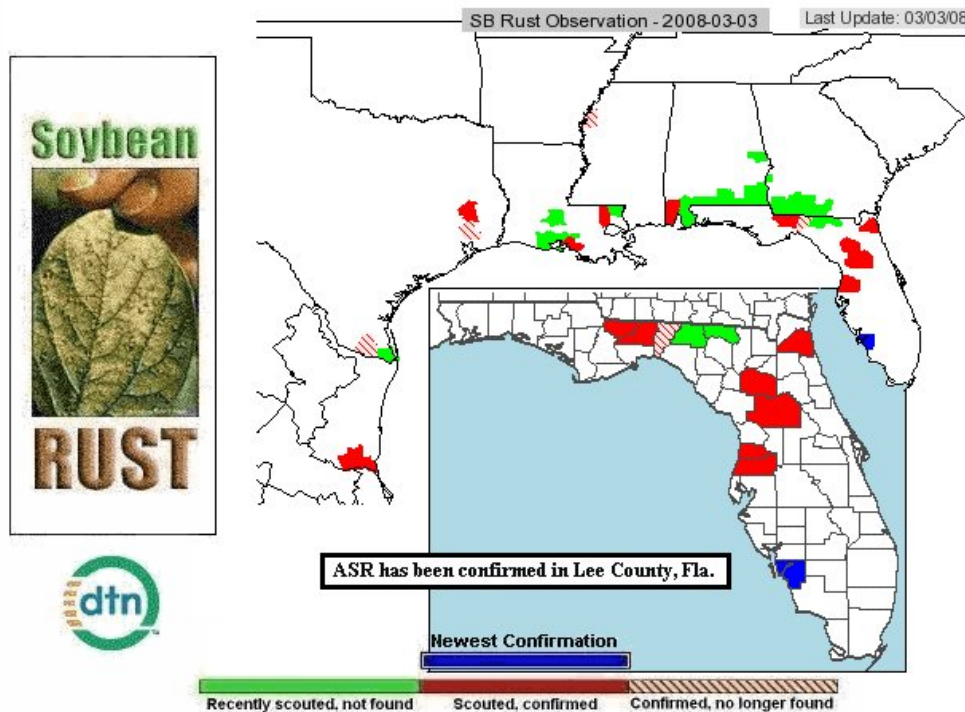 SB Rust Observation - 2008-03-03
Last Update: 03/03/08
Soybean
RUST
dtn
ASR has been confirmed in Lee County, Fla.
Newest Confirmation
Recently scouted, not found
Scouted, confirmed
Confirmed, no longer found